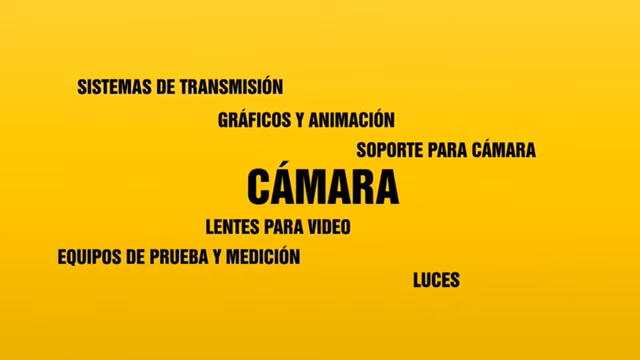 SISTEMAS DE TRANSMISIÓN
GRÁFICOS Y ANIMACIÓN
SOPORTE PARA CÁMARA
CÁMARA
LENTES PARA VIDEO
EQUIPOS DE PRUEBA Y MEDICIÓN
LUCES